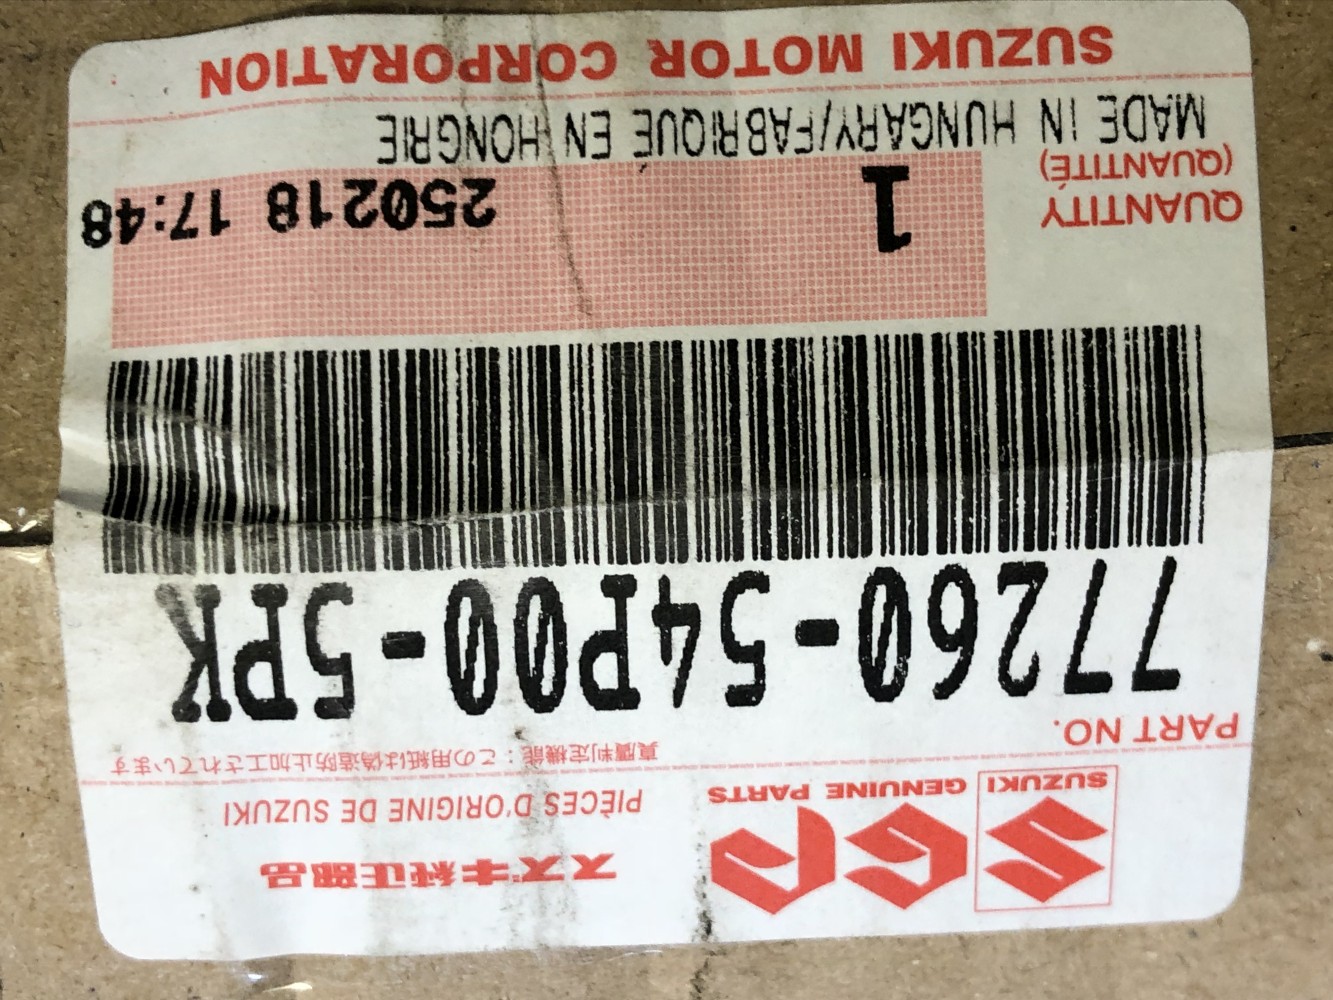 SUZUKI
GENUINE PARTS
スズキ純正部品
PIÈCES D'ORIGINE DE SUZUKI
PART NO.
真贋判定機能：この用紙は偽造防止加工されています
77260-54P00-5PK
QUANTITY
(QUANTITÉ)
1
250218 17:48
MADE IN HUNGARY/FABRIQUE EN HONGRIE
SUZUKI MOTOR CORPORATION